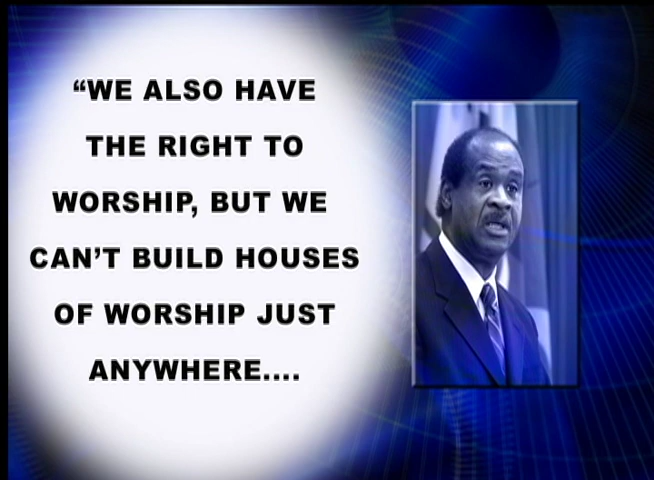 “WE ALSO HAVE
THE RIGHT TO
WORSHIP, BUT WE
CAN’T BUILD HOUSES
OF WORSHIP JUST
ANYWHERE....